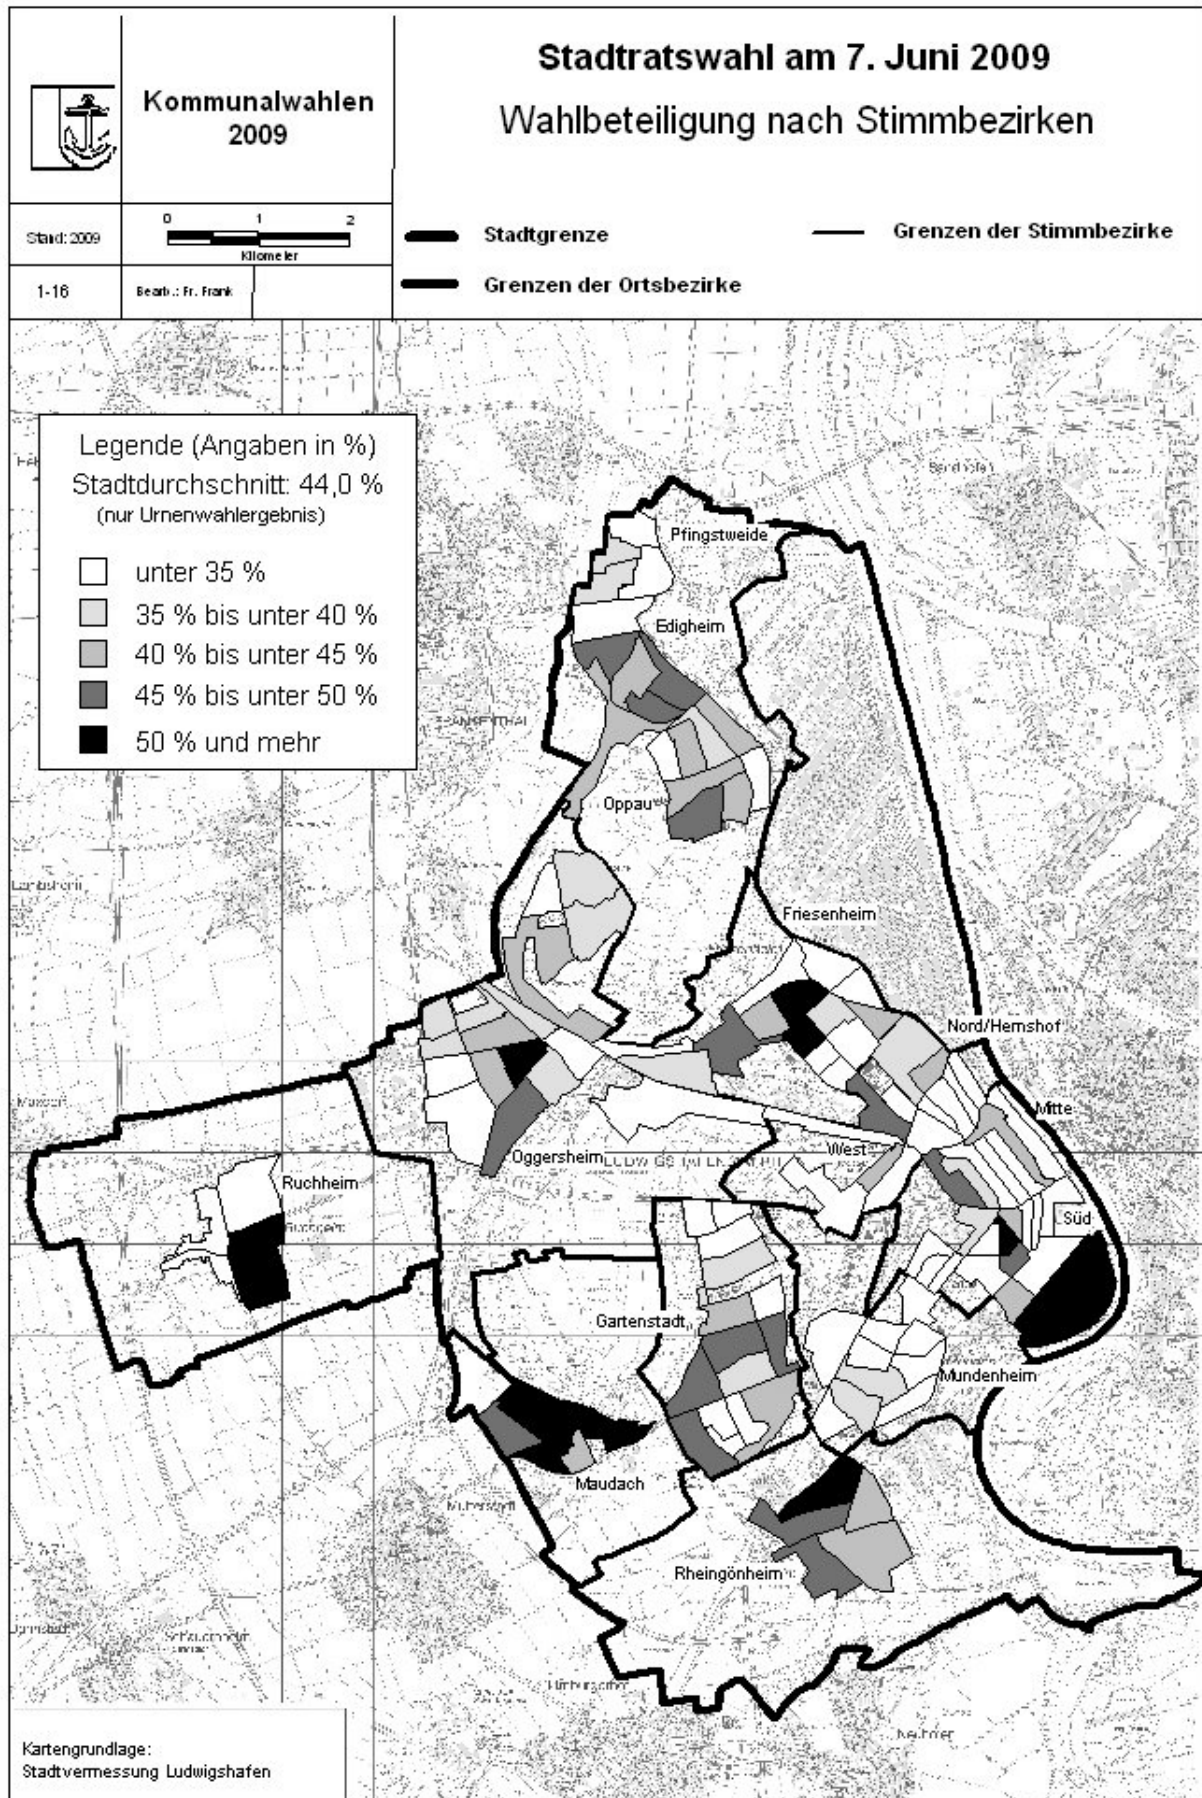 Kommunalwahlen
2009
Stadtratswahl am 7. Juni 2009
Wahlbeteiligung nach Stimmbezirken
Stand: 2009
0 1 2
Kilometer
Stadtgrenze
Grenzen der Stimmbezirke
1-16
Bearb.: Fr. Frank
Grenzen der Ortsbezirke
Legende (Angaben in %)
Stadtdurchschnitt: 44,0 %
(nur Urnenwahlergebnis)
unter 35 %
35 % bis unter 40 %
40 % bis unter 45 %
45 % bis unter 50 %
50 % und mehr
Pfingstweide
Edigheim
Oppau
Friesenheim
Nord/Hemshof
Mitte
West
Oggersheim
Ruchheim
Süd
Gartenstadt
Mundenheim
Maudach
Rheingönheim
Kartengrundlage:
Stadtvermessung Ludwigshafen